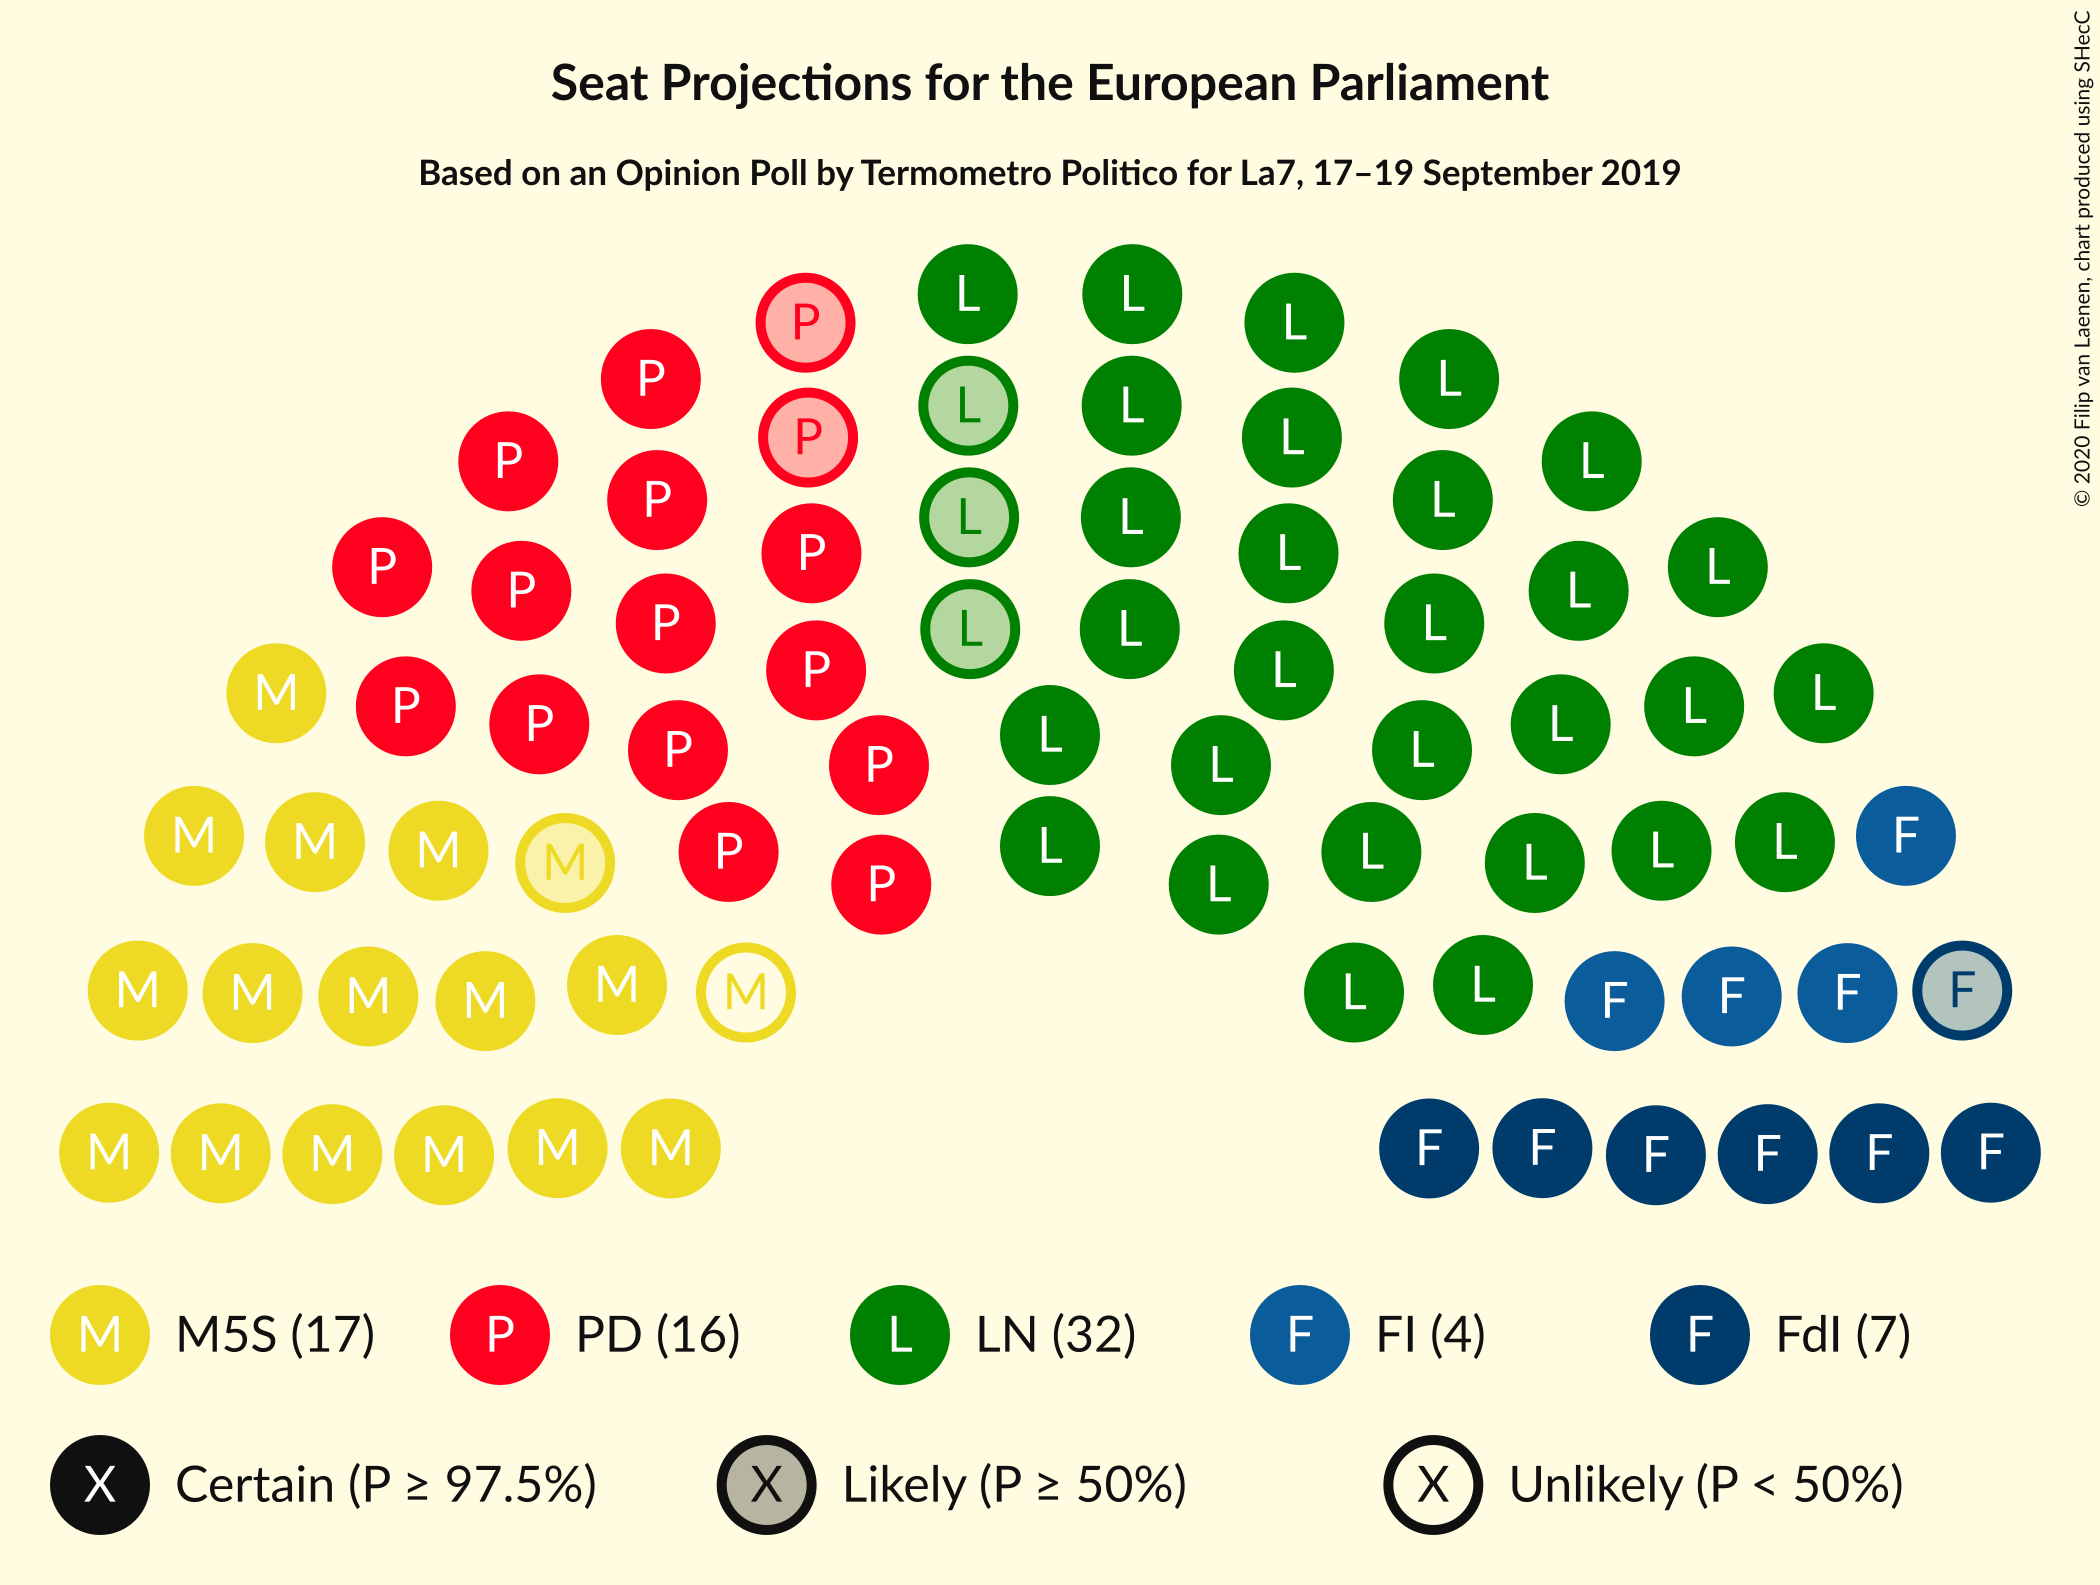 Seat Projections for the European Parliament
Based on an Opinion Poll by Termometro Politico for La7, 17–19 September 2019
© 2020 Filip van Laenen, chart produced using SHecC
L L
P L L
P L
P L L
L L
P P L L
P P L L
L L
P L
P P L L
P P L L
L L
P P L L
M P L L
P P L L
L
P P L L
M F
M L
L
M P L L
M L
P L
M F
M M L L
M M F F
M M F F
M M F F
M M F F
M M F F
M M F F
M5S (17) PD (16) LN (32) FI (4) FdI (7)
M P L F F
X Certain (P ≥ 97.5%) X Likely (P ≥ 50%) X Unlikely (P < 50%)